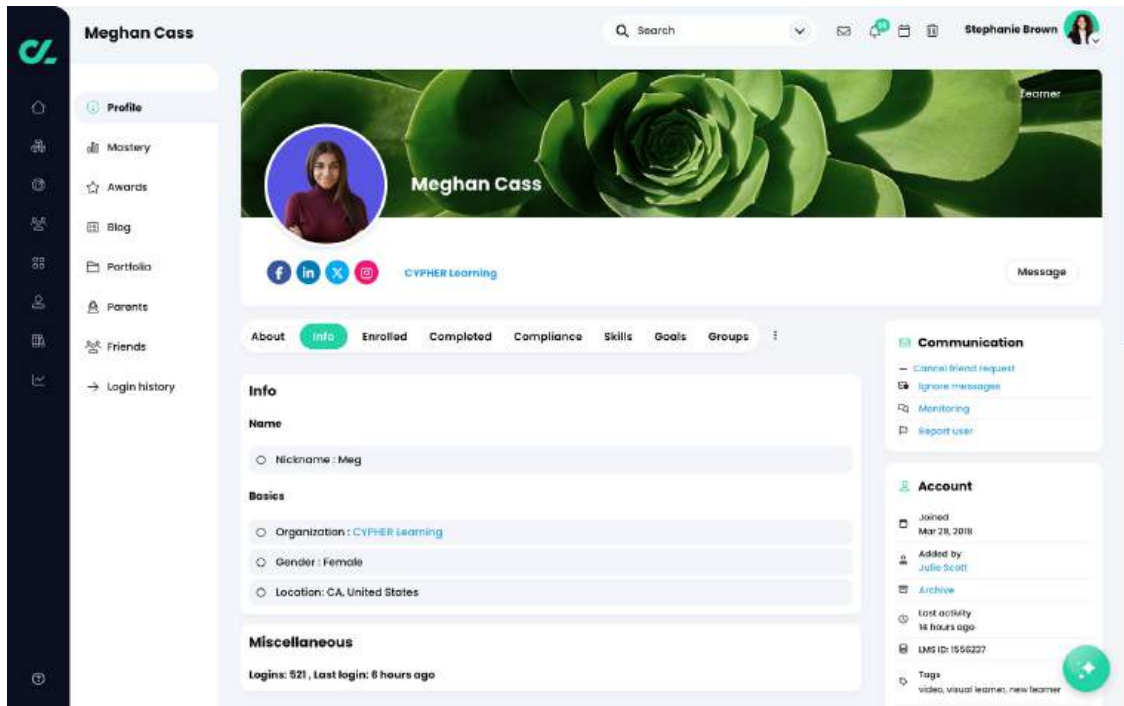 Meghan Cass
Search
Stephanie Brown
Profile
Mastery
Awards
Blog
Portfolio
Parents
Friends
Login history
Learner
Meghan Cass
CYPHER Learning
Message
About Info Enrolled Completed Compliance Skills Goals Groups
Info
Name
Nickname : Meg
Basics
Organization : CYPHER Learning
Gender : Female
Location: CA, United States
Miscellaneous
Logins: 521 , Last login: 6 hours ago
Communication
Cancel friend request
Ignore messages
Monitoring
Report user
Account
Joined
Mar 28, 2018
Added by
Julie Scott
Archive
Last activity
14 hours ago
LMS ID: 1556227
Tags
video, visual learner, new learner